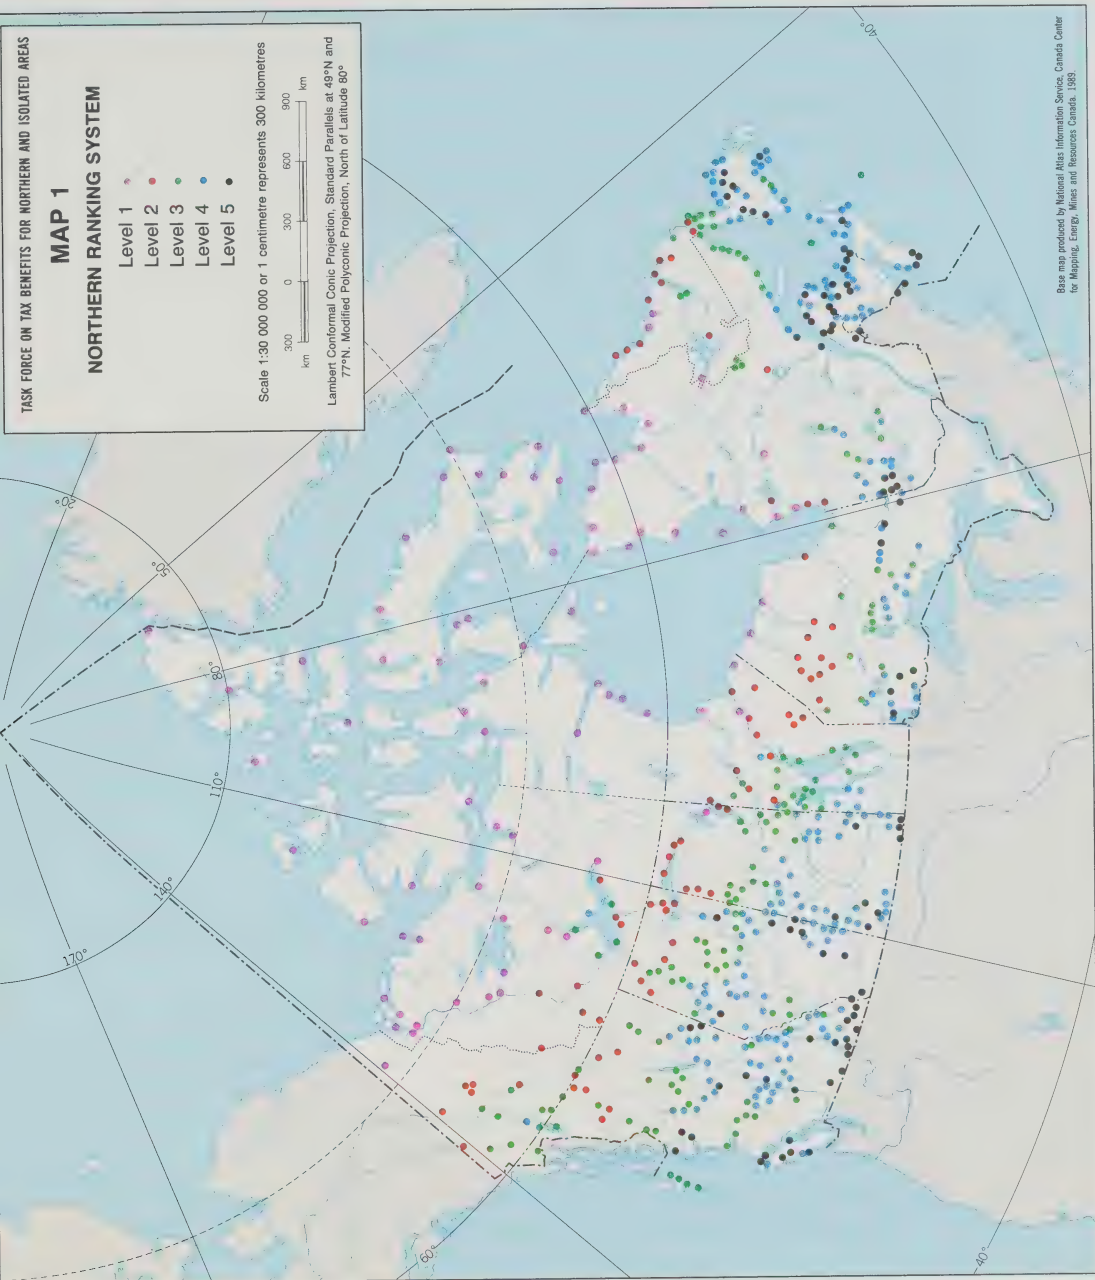 TASK FORCE ON TAX BENEFITS FOR NORTHERN AND ISOLATED AREAS
MAP 1
NORTHERN RANKING SYSTEM
Level 1
Level 2
Level 3
Level 4
Level 5
Scale 1:30 000 000 or 1 centimetre represents 300 kilometres
300 0 300 600 900
km km
Lambert Conformal Conic Projection, Standard Parallels at 49°N and
77°N. Modified Polyconic Projection, North of Latitude 80°
20°
50°
80°
110°
140°
170°
60°
40°
40°
Base map produced by National Atlas Information Service, Canada Center
for Mapping, Energy, Mines and Resources Canada. 1989.